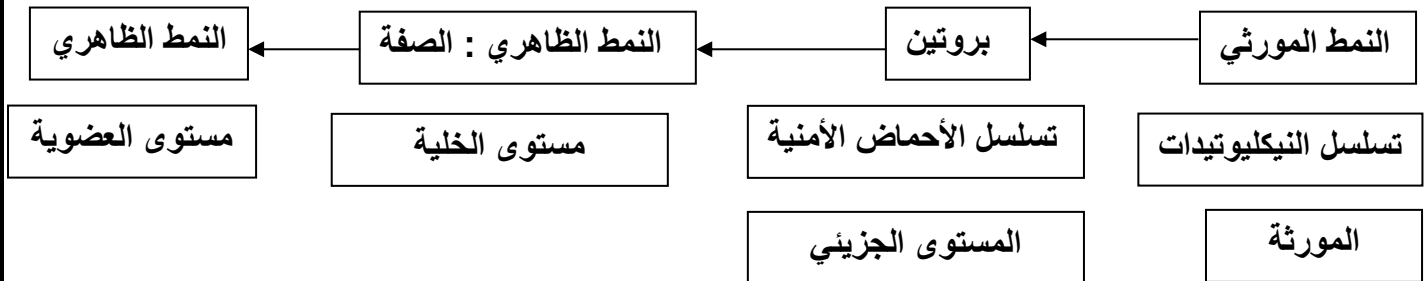 النمط المورثي
بروتين
النمط الظاهري : الصفة
النمط الظاهري
تسلسل النيكليوتيدات
تسلسل الأحماض الأمنية
مستوى الخلية
مستوى العضوية
المورثة
المستوى الجزيئي